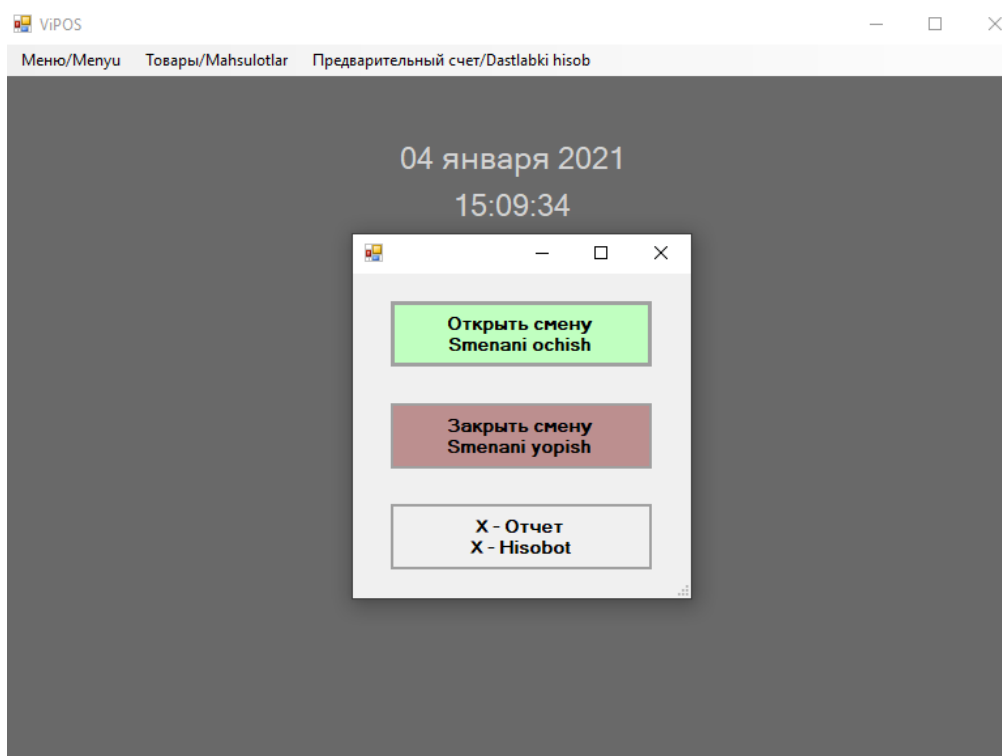 ViPOS
Меню/Menyu Товары/Mahsulotlar Предварительный счет/Dastlabki hisob
04 января 2021
15:09:34
Открыть смену
Smenani ochish
Закрыть смену
Smenani yopish
X - Отчет
X - Hisobot